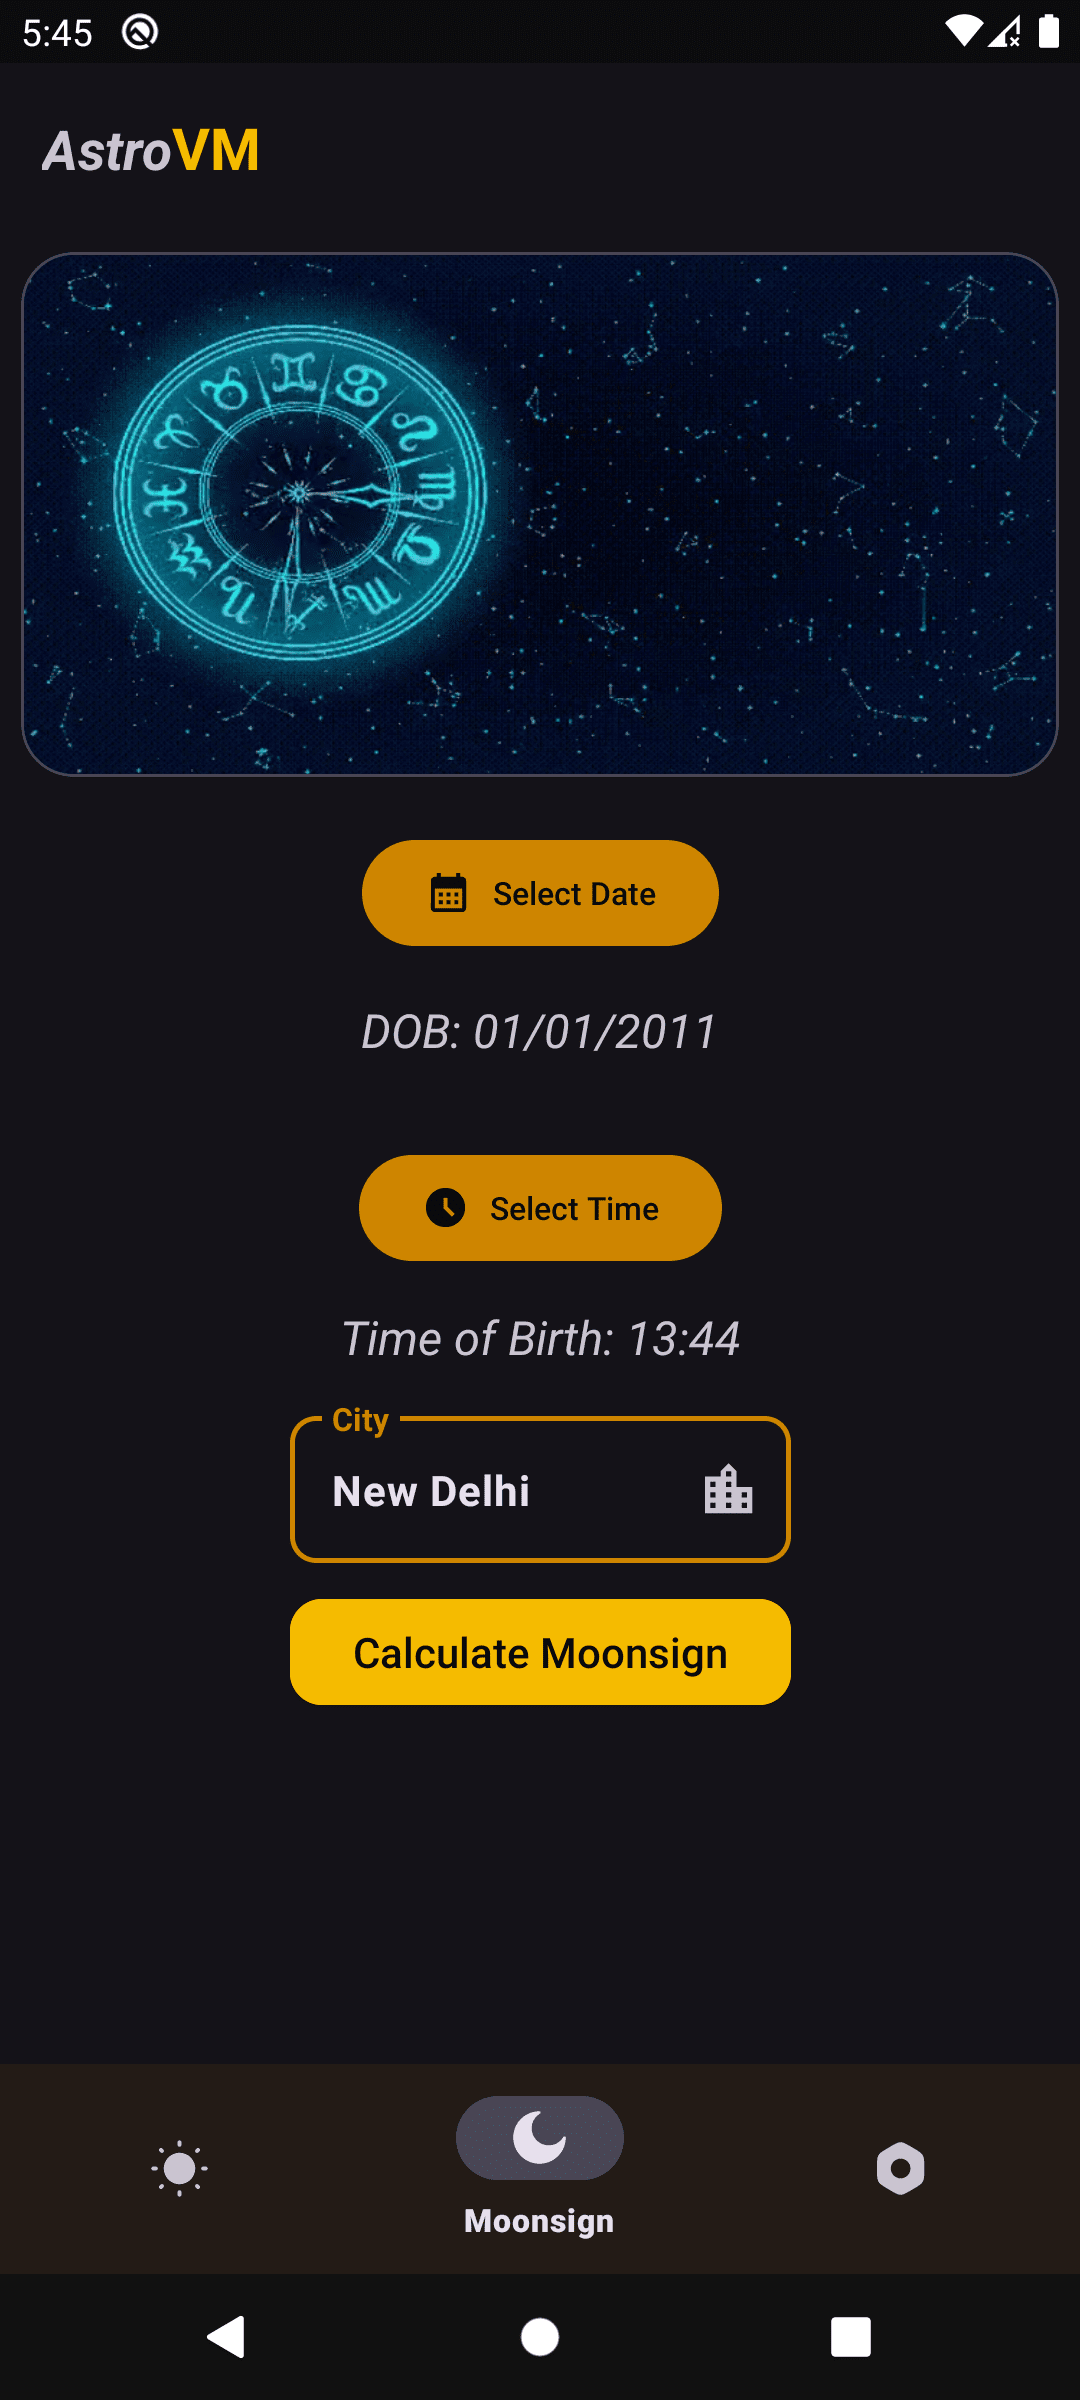 5:45
AstroVM
Select Date
DOB: 01/01/2011
Select Time
Time of Birth: 13:44
City
New Delhi
Calculate Moonsign
Moonsign